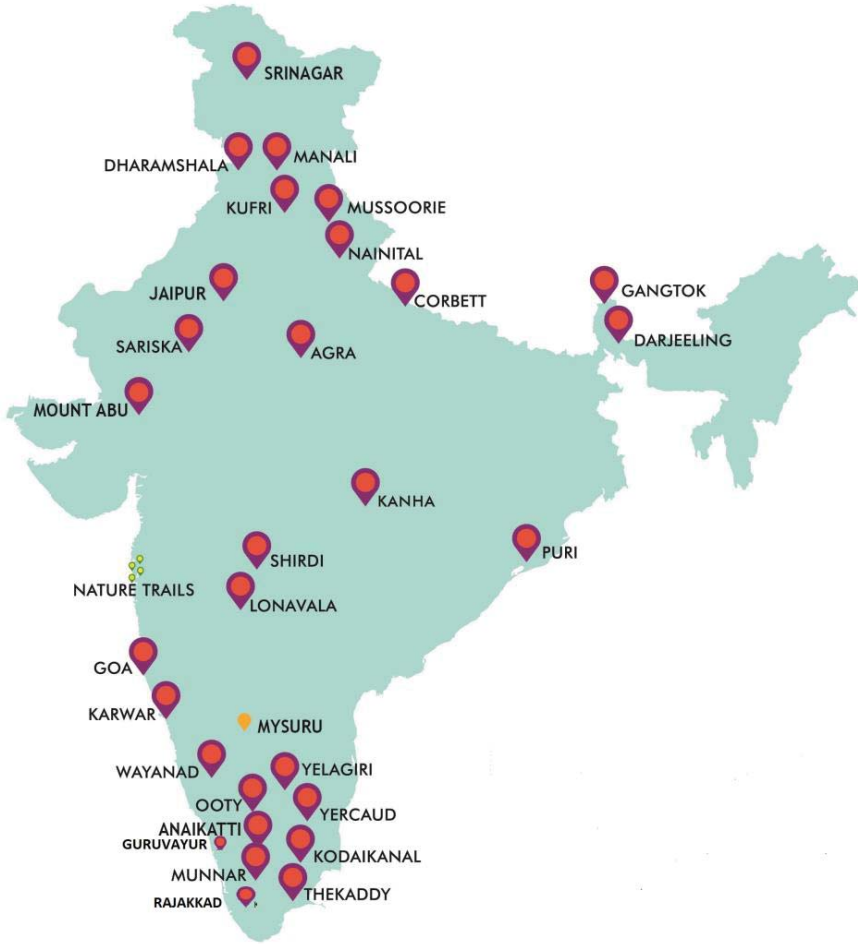 SRINAGAR
DHARAMSHALA
MANALI
KUFRI
MUSSOORIE
NAINITAL
JAIPUR
CORBETT
GANGTOK
SARISKA
AGRA
DARJEELING
MOUNT ABU
KANHA
SHIRDI
PURI
NATURE TRAILS
LONAVALA
GOA
KARWAR
MYSURU
WAYANAD
YELAGIRI
OOTY
YERCAUD
ANAIKATTI
GURUVAYUR
KODAIKANAL
MUNNAR
THEKADDY
RAJAKKAD